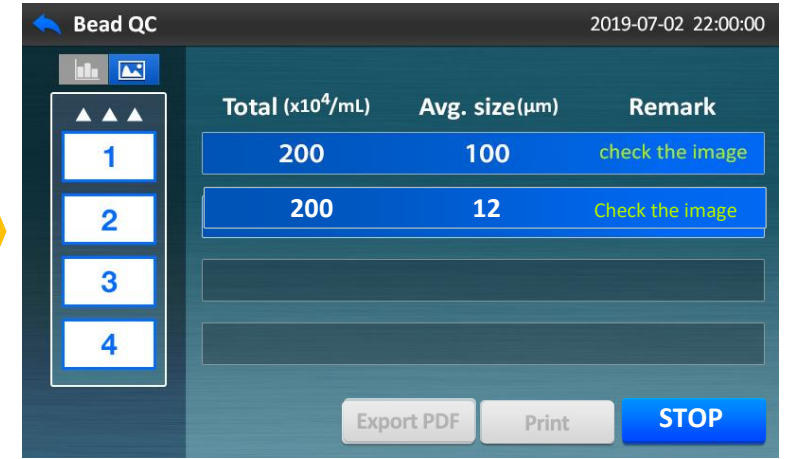 Bead QC 2019-07-02 22:00:00
Total (x10⁴/mL) Avg. size(μm) Remark
1 200 100 check the image
2 200 12 Check the image
3
4
Export PDF Print STOP